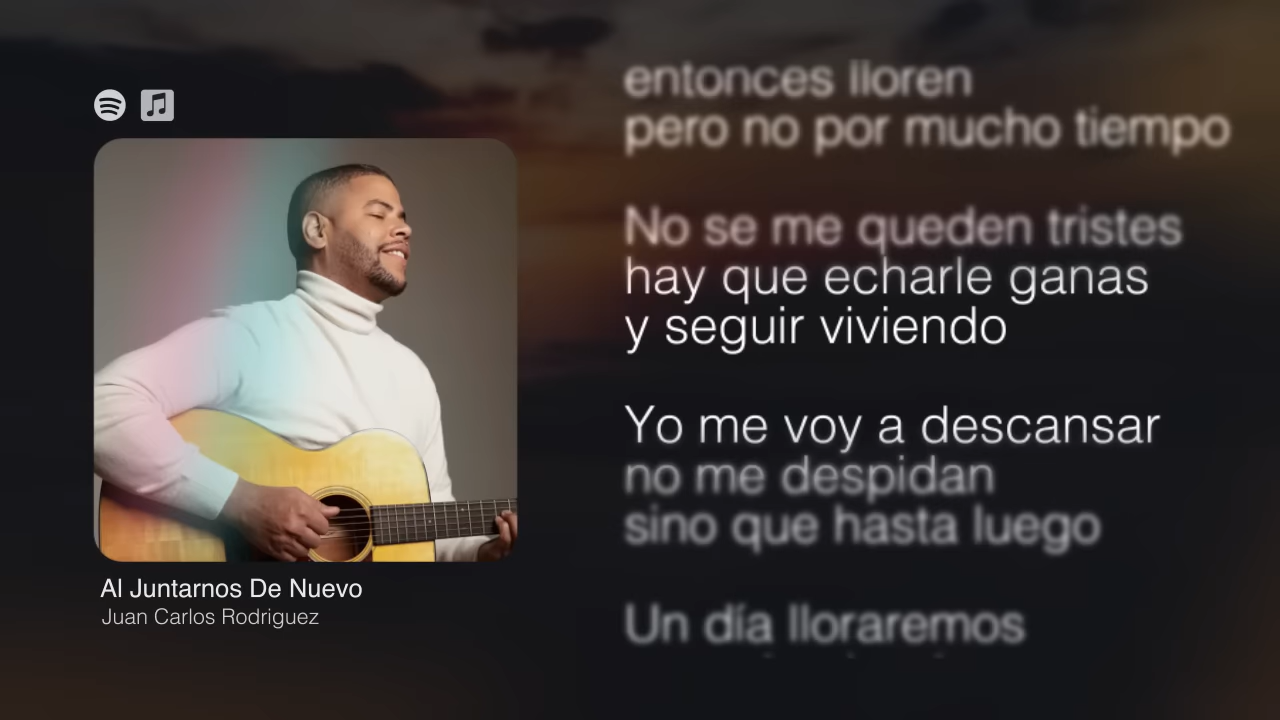 entonces lloren
pero no por mucho tiempo
No se me queden tristes
hay que echarle ganas
y seguir viviendo
Yo me voy a descansar
no me despidan
sino que hasta luego
Un día lloraremos
Al Juntarnos De Nuevo
Juan Carlos Rodriguez